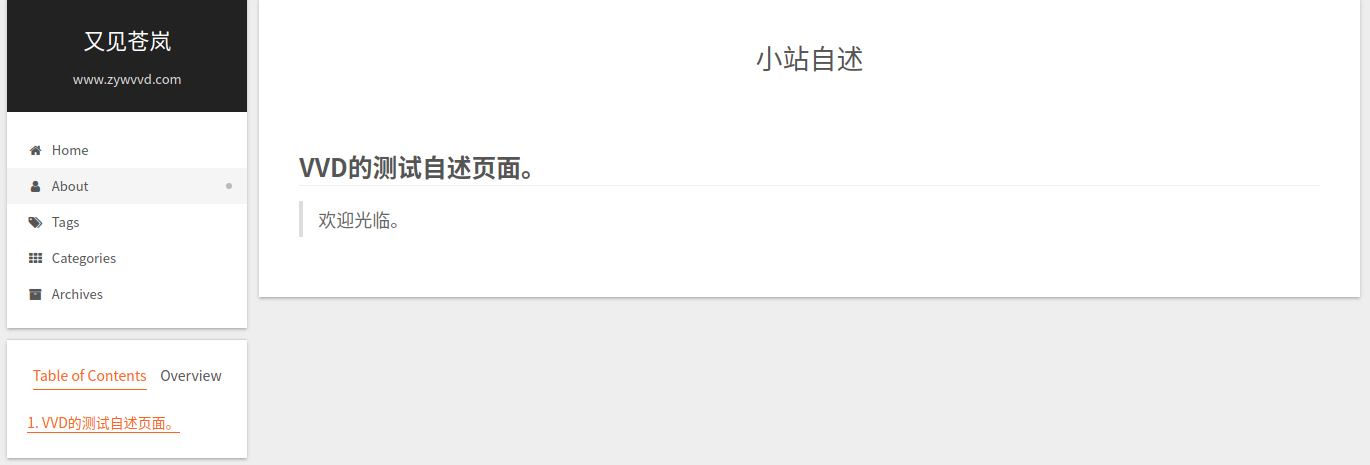 又见苍岚
www.zywvvd.com
Home
About
Tags
Categories
Archives
Table of Contents Overview
1. VVD的测试自述页面。
小站自述
VVD的测试自述页面。
欢迎光临。